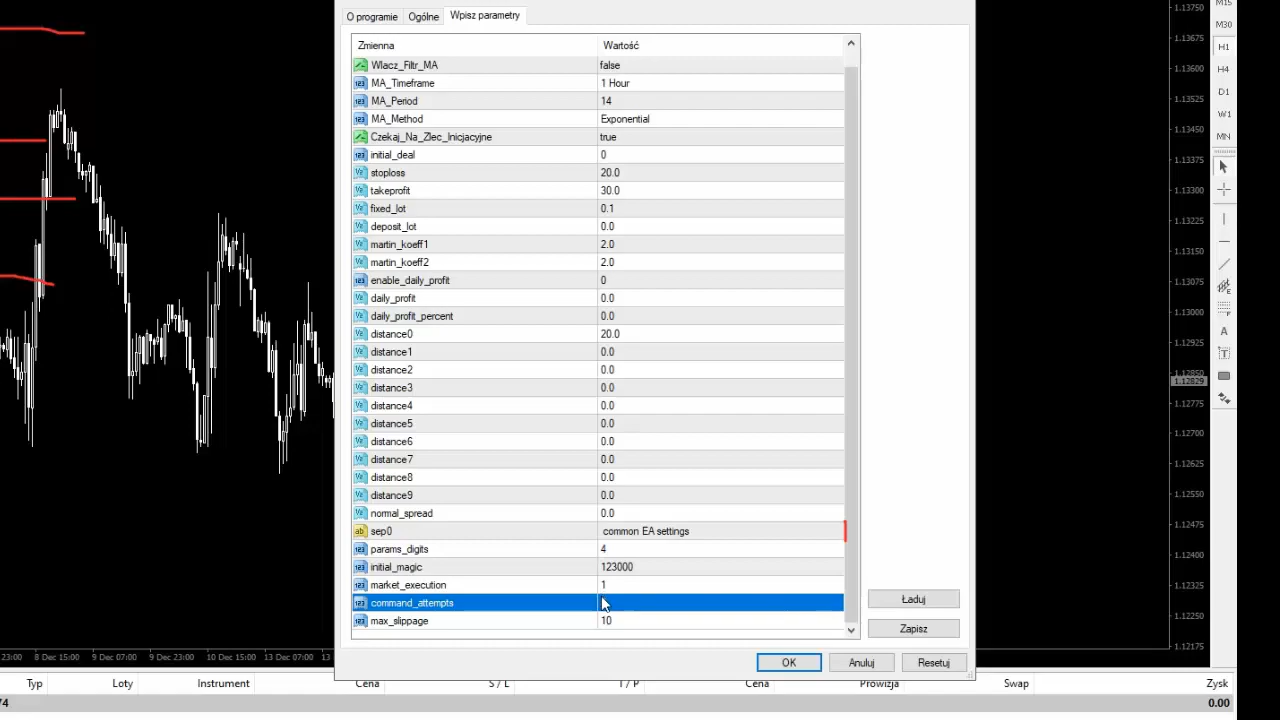 O programie Ogólne Wpisz parametry
Zmienna Wartość
Wlacz_Filtr_MA false
MA_Timeframe 1 Hour
MA_Period 14
MA_Method Exponential
Czekaj_Na_Zlec_Inicjacyjne true
initial_deal 0
stoploss 20.0
takeprofit 30.0
fixed_lot 0.1
deposit_lot 0.0
martin_koeff1 2.0
martin_koeff2 2.0
enable_daily_profit 0
daily_profit 0.0
daily_profit_percent 0.0
distance0 20.0
distance1 0.0
distance2 0.0
distance3 0.0
distance4 0.0
distance5 0.0
distance6 0.0
distance7 0.0
distance8 0.0
distance9 0.0
normal_spread 0.0
sep0 common EA settings
params_digits 4
initial_magic 123000
market_execution 1
command_attempts
max_slippage 10
Ładuj
Zapisz
OK Anuluj Resetuj
1.13750
1.13675
1.13600
1.13525
1.13450
1.13375
1.13300
1.13225
1.13150
1.13075
1.13000
1.12925
1.12850
1.12829
1.12775
1.12700
1.12625
1.12550
1.12475
1.12400
1.12325
1.12250
1.12175
M15
M30
H1
H4
D1
W1
MN
A
T
23:00 8 Dec 15:00 9 Dec 07:00 9 Dec 23:00 10 Dec 15:00 13 Dec 07:00 13
Typ Loty Instrument Cena S / L T / P Cena Prowizja Swap Zysk
74 0.00